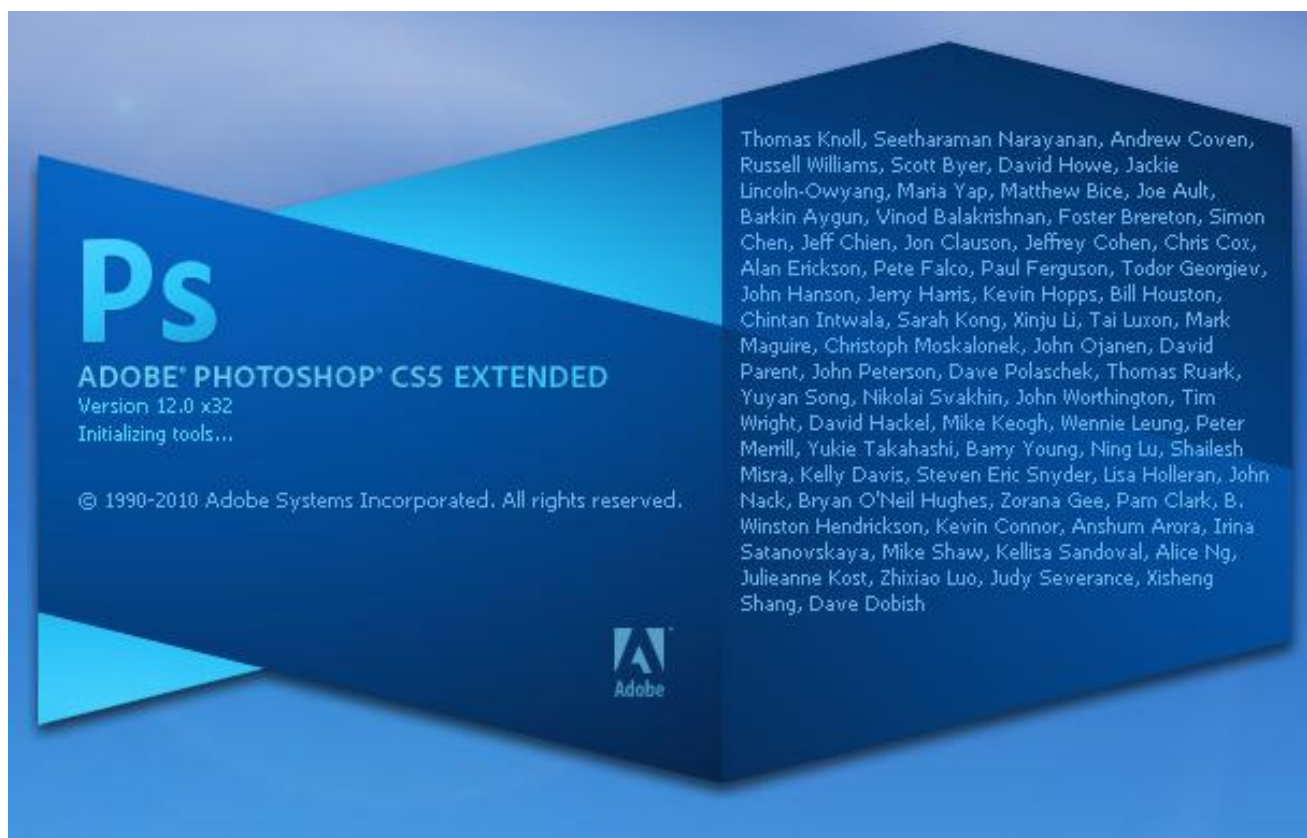 Ps
ADOBE® PHOTOSHOP® CS5 EXTENDED
Version 12.0 x32
Initializing tools...
© 1990-2010 Adobe Systems Incorporated. All rights reserved.
Adobe
Thomas Knoll, Seetharaman Narayanan, Andrew Coven,
Russell Williams, Scott Byer, David Howe, Jackie
Lincoln-Owyang, Maria Yap, Matthew Bice, Joe Ault,
Barkin Aygun, Vinod Balakrishnan, Foster Brereton, Simon
Chen, Jeff Chien, Jon Clauson, Jeffrey Cohen, Chris Cox,
Alan Erickson, Pete Falco, Paul Ferguson, Todor Georgiev,
John Hanson, Jerry Harris, Kevin Hopps, Bill Houston,
Chintan Intwala, Sarah Kong, Xinju Li, Tai Luxon, Mark
Maguire, Christoph Moskalonek, John Ojanen, David
Parent, John Peterson, Dave Polaschek, Thomas Ruark,
Yuyan Song, Nikolai Svakhin, John Worthington, Tim
Wright, David Hackel, Mike Keogh, Wennie Leung, Peter
Merrill, Yukie Takahashi, Barry Young, Ning Lu, Shailesh
Misra, Kelly Davis, Steven Eric Snyder, Lisa Holleran, John
Nack, Bryan O'Neil Hughes, Zorana Gee, Pam Clark, B.
Winston Hendrickson, Kevin Connor, Anshum Arora, Irina
Satanovskaya, Mike Shaw, Kellisa Sandoval, Alice Ng,
Julieanne Kost, Zhixiao Luo, Judy Severance, Xisheng
Shang, Dave Dobish